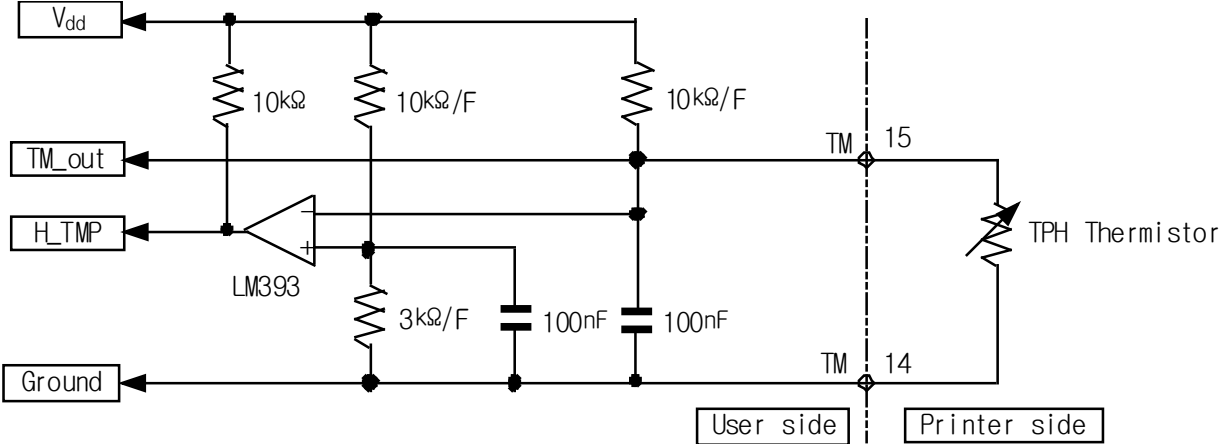 Vdd
10kΩ
10kΩ/F
10kΩ/F
TM 15
TM_out
H_TMP
−
+
TPH Thermistor
LM393
3kΩ/F
100nF
100nF
TM 14
Ground
User side
Printer side